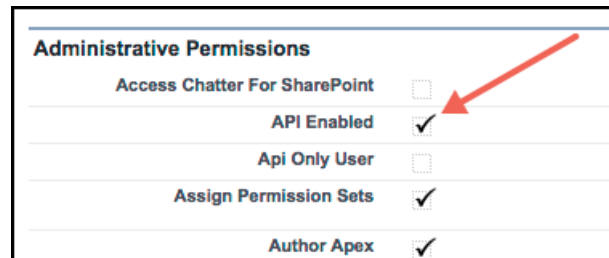 Administrative Permissions
Access Chatter For SharePoint
API Enabled
Api Only User
Assign Permission Sets
Author Apex